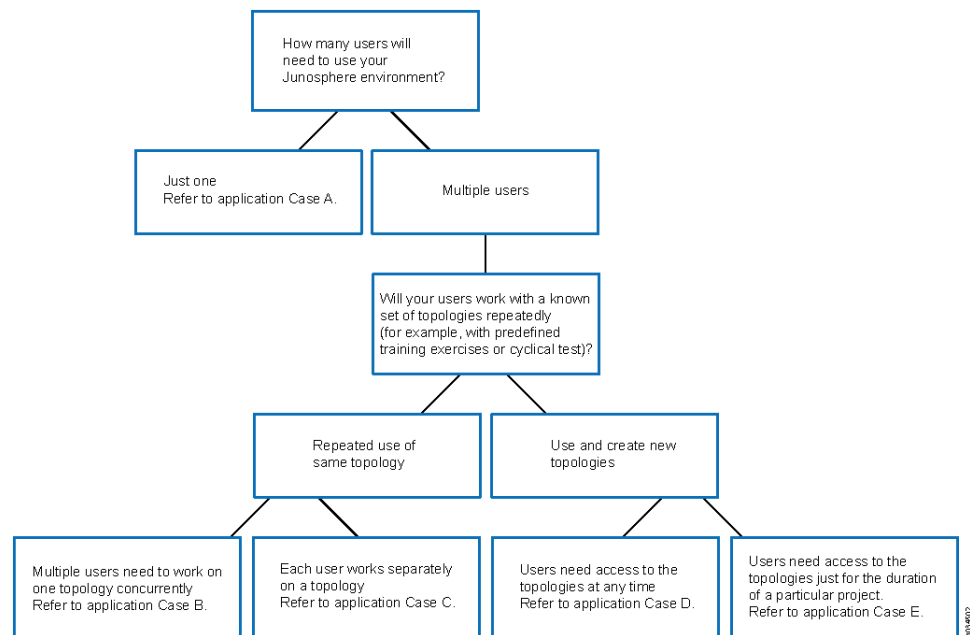 How many users will
need to use your
Junosphere environment?
Just one
Refer to application Case A.
Multiple users
Will your users work with a known
set of topologies repeatedly
(for example, with predefined
training exercises or cyclical test)?
Repeated use of
same topology
Use and create new
topologies
Multiple users need to work on
one topology concurrently
Refer to application Case B.
Each user works separately
on a topology
Refer to application Case C.
Users need access to the
topologies at any time
Refer to application Case D.
Users need access to the
topologies just for the duration
of a particular project.
Refer to application Case E.